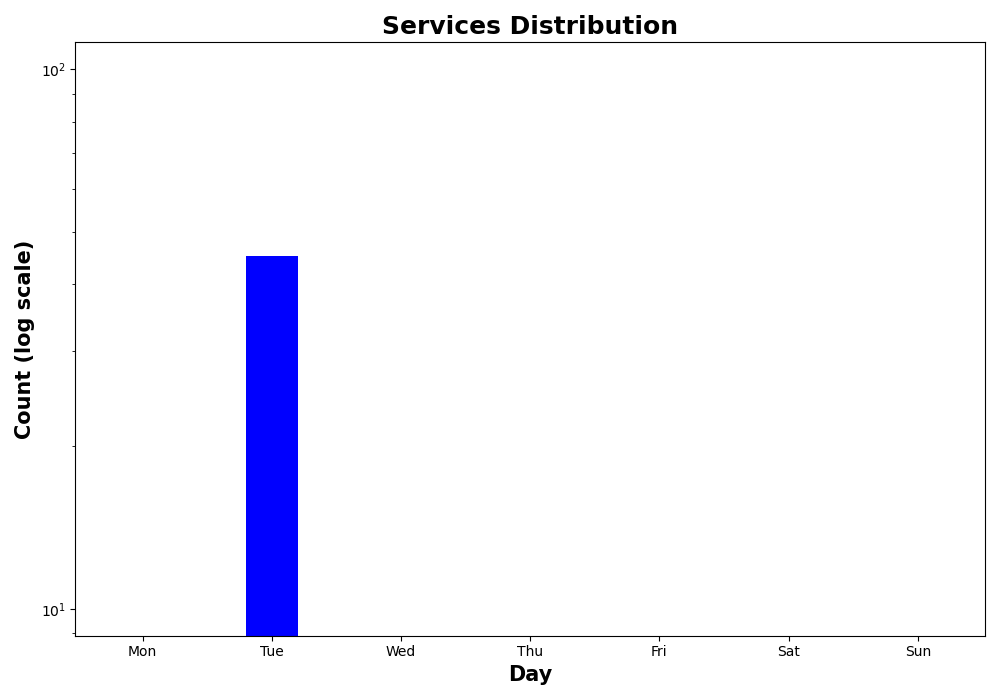 Services Distribution
Count (log scale)
10²
10¹
Mon Tue Wed Thu Fri Sat Sun
Day